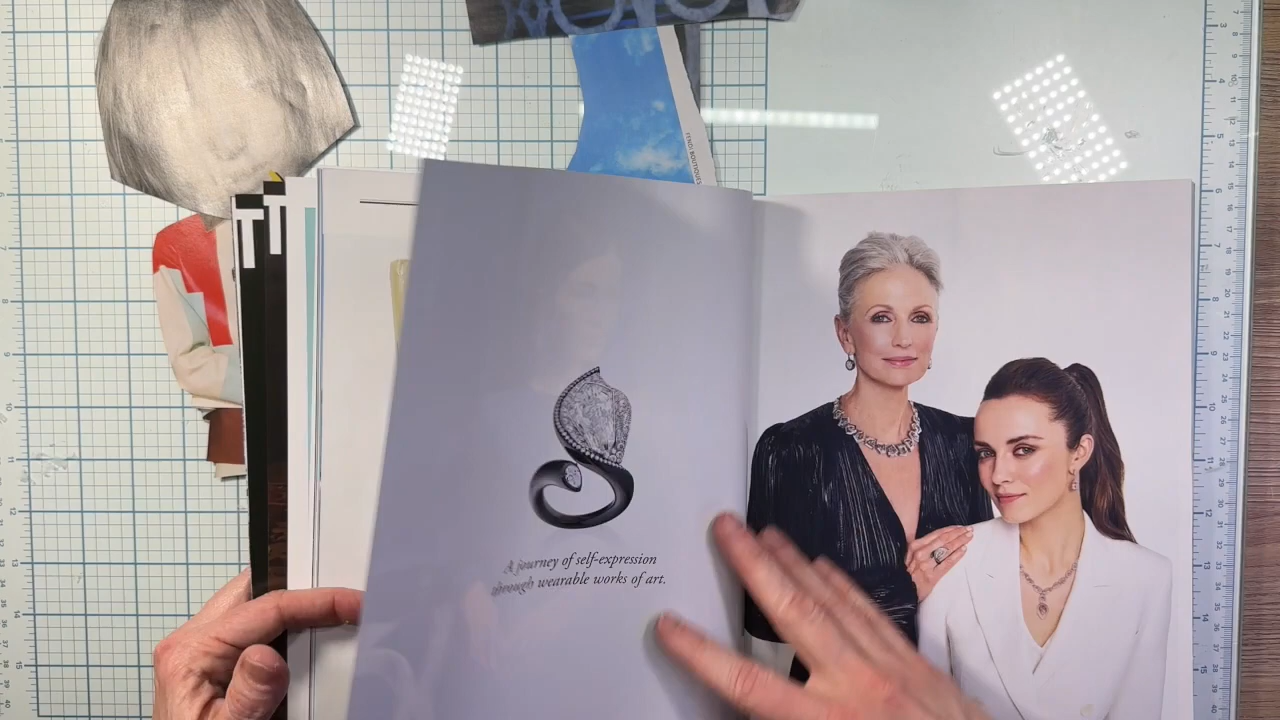 A journey of self-expression
through wearable works of art.
T
T